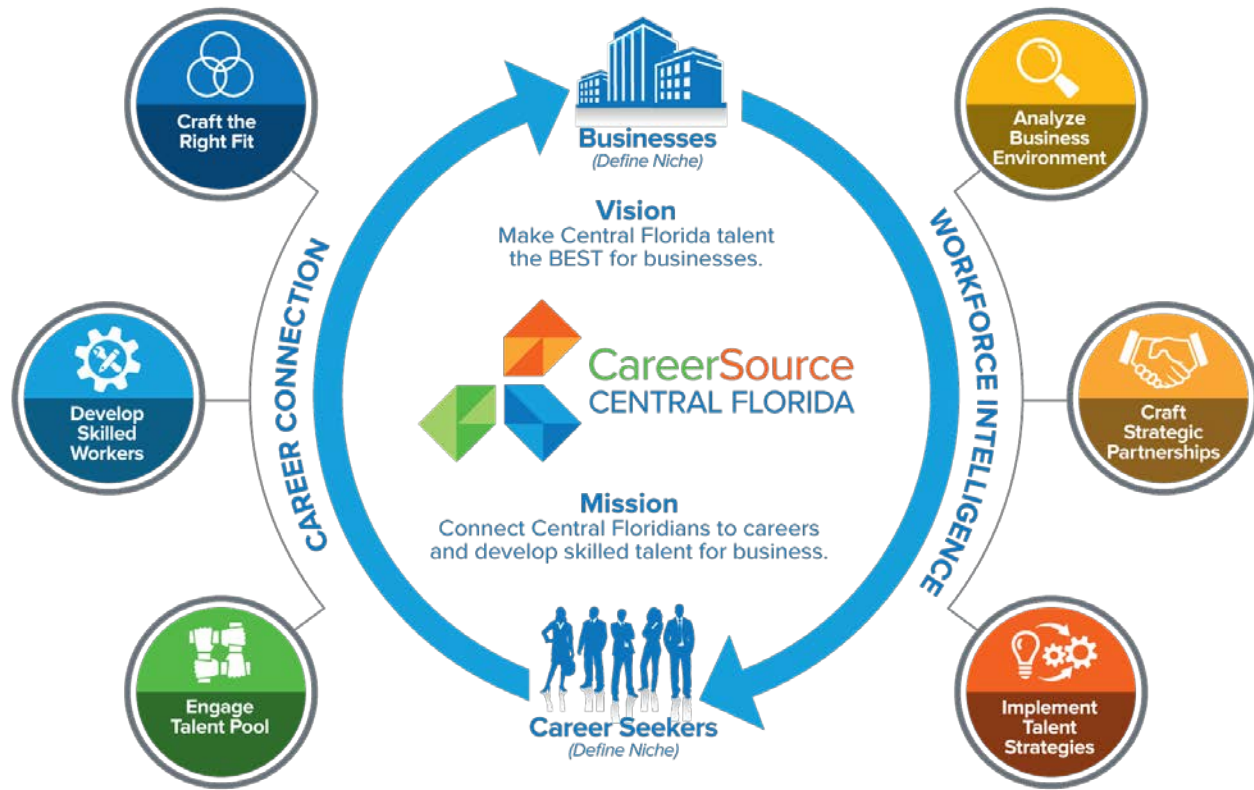 Craft the
Right Fit
Develop
Skilled
Workers
Engage
Talent Pool
CAREER CONNECTION
Businesses
(Define Niche)
Vision
Make Central Florida talent
the BEST for businesses.
CareerSource
CENTRAL FLORIDA
Mission
Connect Central Floridians to careers
and develop skilled talent for business.
Career Seekers
(Define Niche)
WORKFORCE INTELLIGENCE
Analyze
Business
Environment
Craft
Strategic
Partnerships
Implement
Talent
Strategies